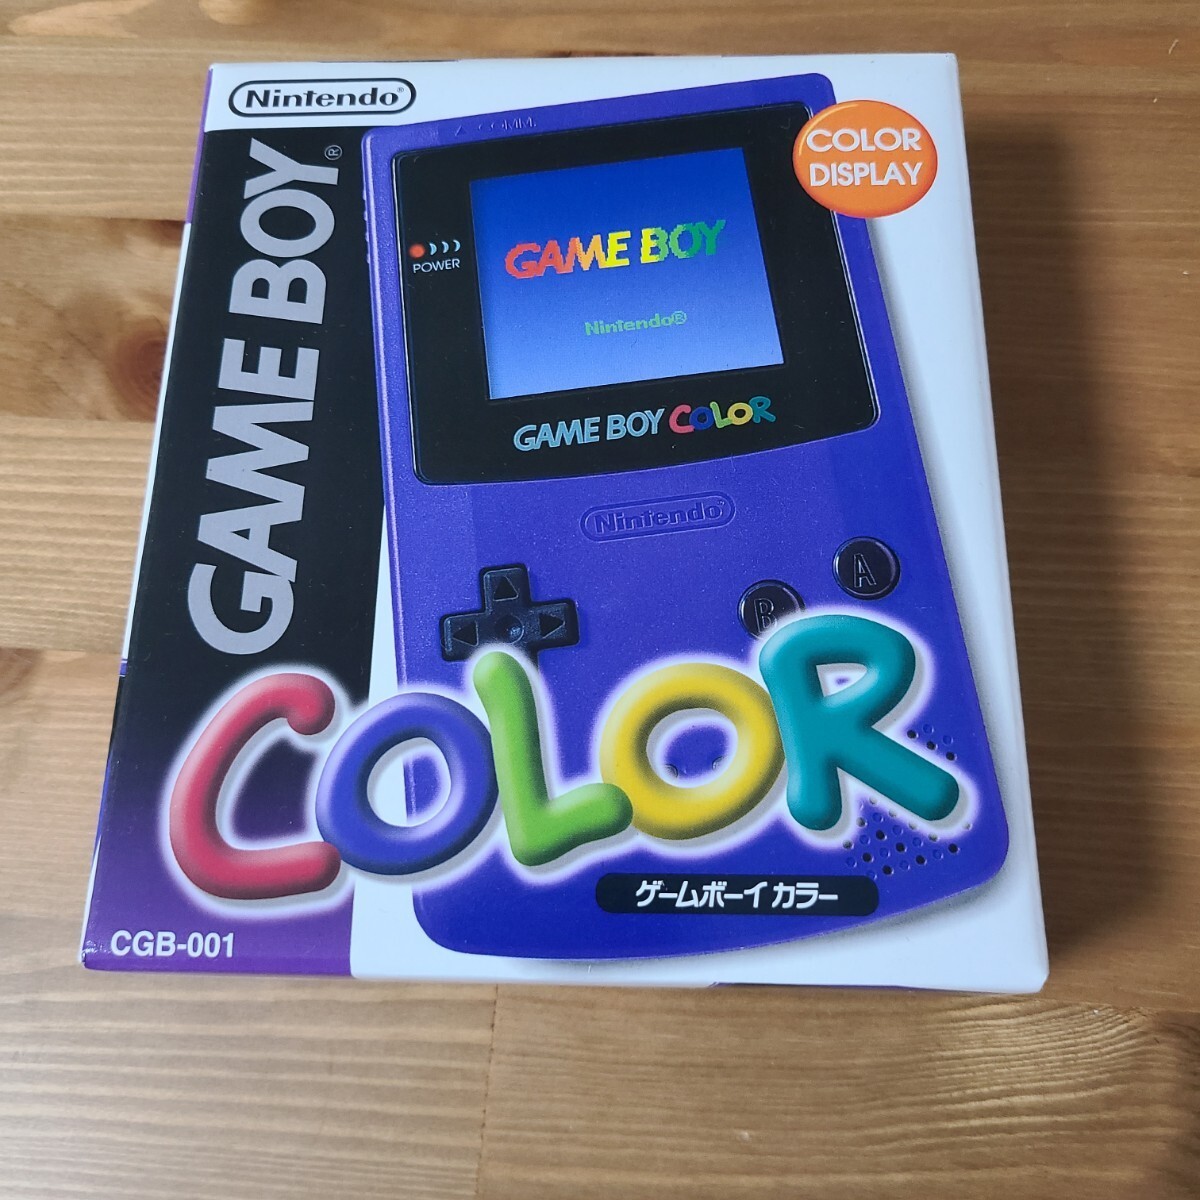 Nintendo®
GAME BOY®
COMM.
COLOR
DISPLAY
POWER
GAME BOY
Nintendo®
GAME BOY COLOR
Nintendo
A
B
COLOR
ゲームボーイカラー
CGB-001